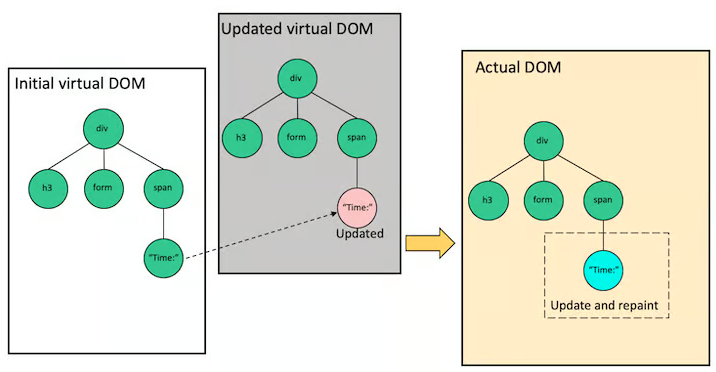 Initial virtual DOM
div
h3
form
span
"Time:"
Updated virtual DOM
div
h3
form
span
"Time:"
Updated
Actual DOM
div
h3
form
span
"Time:"
Update and repaint